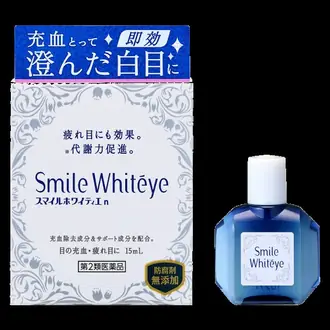 充血とって
即効
澄んだ白目に
疲れ目にも効果。
代謝力促進。
Smile Whitéye
スマイルホワイティエn
充血除去成分&サポート成分を配合。
目の充血・疲れ目に 15mL
第2類医薬品
防腐剤
無添加
Smile
Whitéye